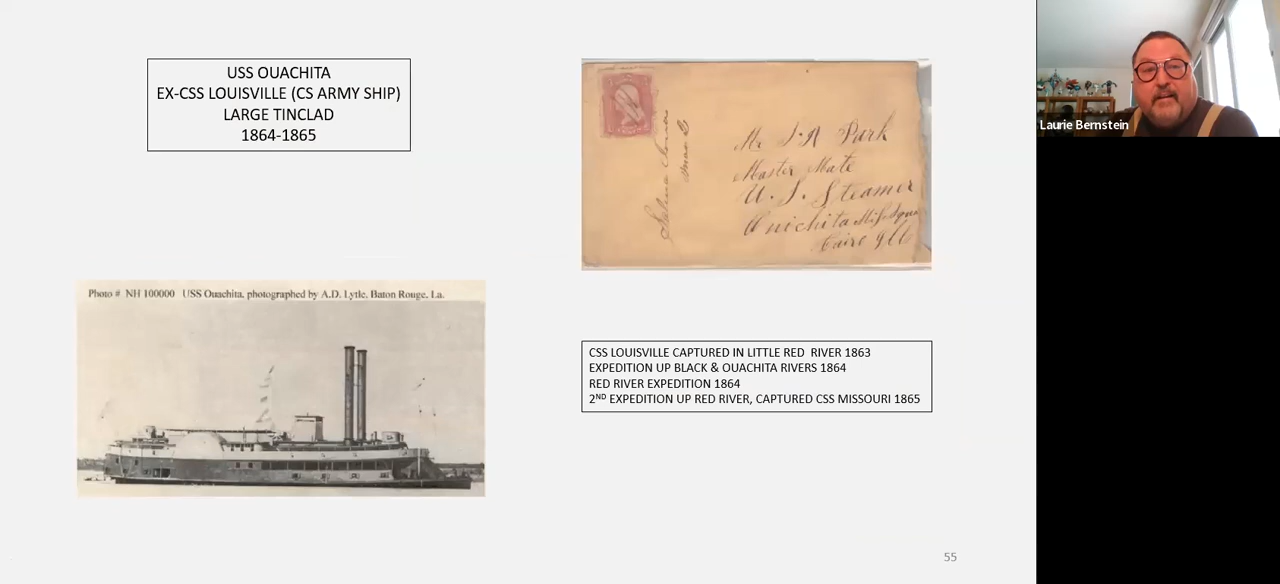 USS OUACHITA
EX-CSS LOUISVILLE (CS ARMY SHIP)
LARGE TINCLAD
1864-1865
Mr J. A. Park
Master Mate
U. S. Steamer
Ouichita
Cairo Ill
Photo # NH 100000 USS Ouachita, photographed by A.D. Lytle, Baton Rouge, La.
CSS LOUISVILLE CAPTURED IN LITTLE RED RIVER 1863
EXPEDITION UP BLACK & OUACHITA RIVERS 1864
RED RIVER EXPEDITION 1864
2ND EXPEDITION UP RED RIVER, CAPTURED CSS MISSOURI 1865
55
Laurie Bernstein